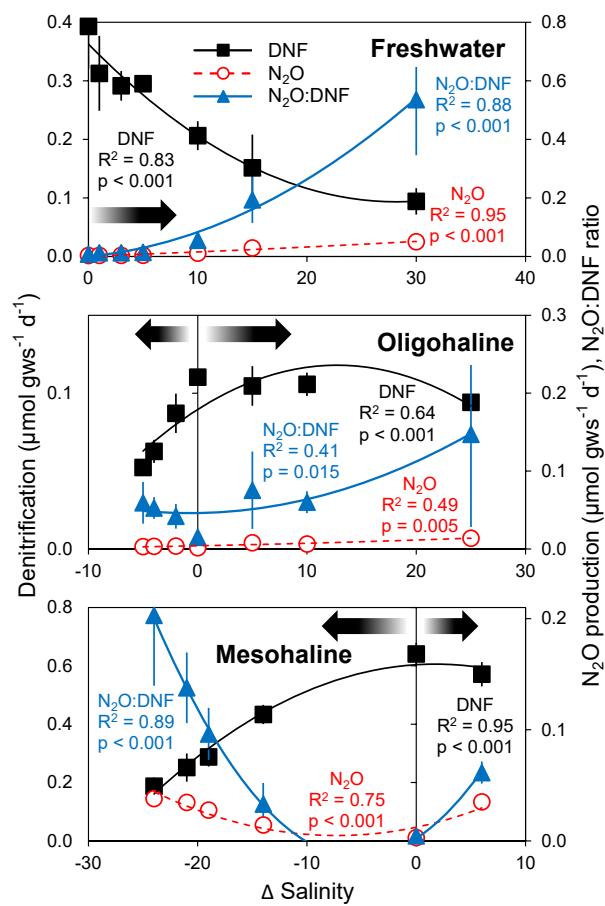 Denitrification (µmol gws⁻¹ d⁻¹)
N₂O production (µmol gws⁻¹ d⁻¹), N₂O:DNF ratio
0.4
0.3
0.2
0.1
0.0
0.8
0.6
0.4
0.2
0.0
DNF
N₂O
N₂O:DNF
Freshwater
N₂O:DNF
R² = 0.88
p < 0.001
DNF
R² = 0.83
p < 0.001
N₂O
R² = 0.95
p < 0.001
0 10 20 30 40
0.1
0.0
0.3
0.2
0.1
0.0
Oligohaline
DNF
R² = 0.64
p < 0.001
N₂O:DNF
R² = 0.41
p = 0.015
N₂O
R² = 0.49
p = 0.005
-10 0 10 20 30
0.8
0.6
0.4
0.2
0.0
0.2
0.1
0.0
Mesohaline
N₂O:DNF
R² = 0.89
p < 0.001
DNF
R² = 0.95
p < 0.001
N₂O
R² = 0.75
p < 0.001
-30 -20 -10 0 10
Δ Salinity